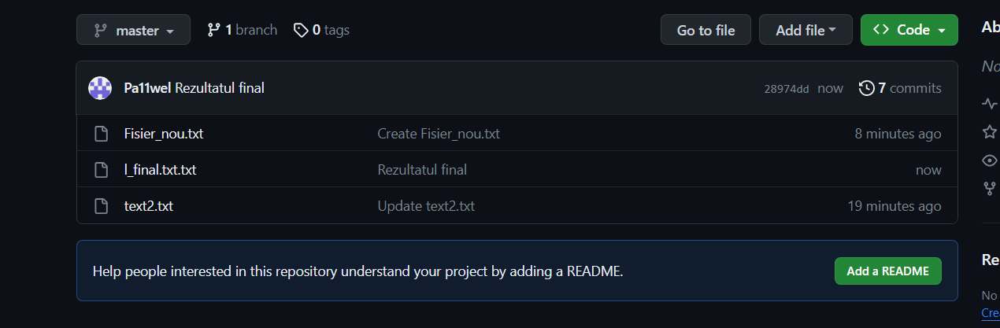 master 1 branch 0 tags Go to file Add file Code
Pa11wel Rezultatul final 28974dd now 7 commits
Fisier_nou.txt Create Fisier_nou.txt 8 minutes ago
l_final.txt.txt Rezultatul final now
text2.txt Update text2.txt 19 minutes ago
Help people interested in this repository understand your project by adding a README. Add a README
Ab
No
Re
No
Cre